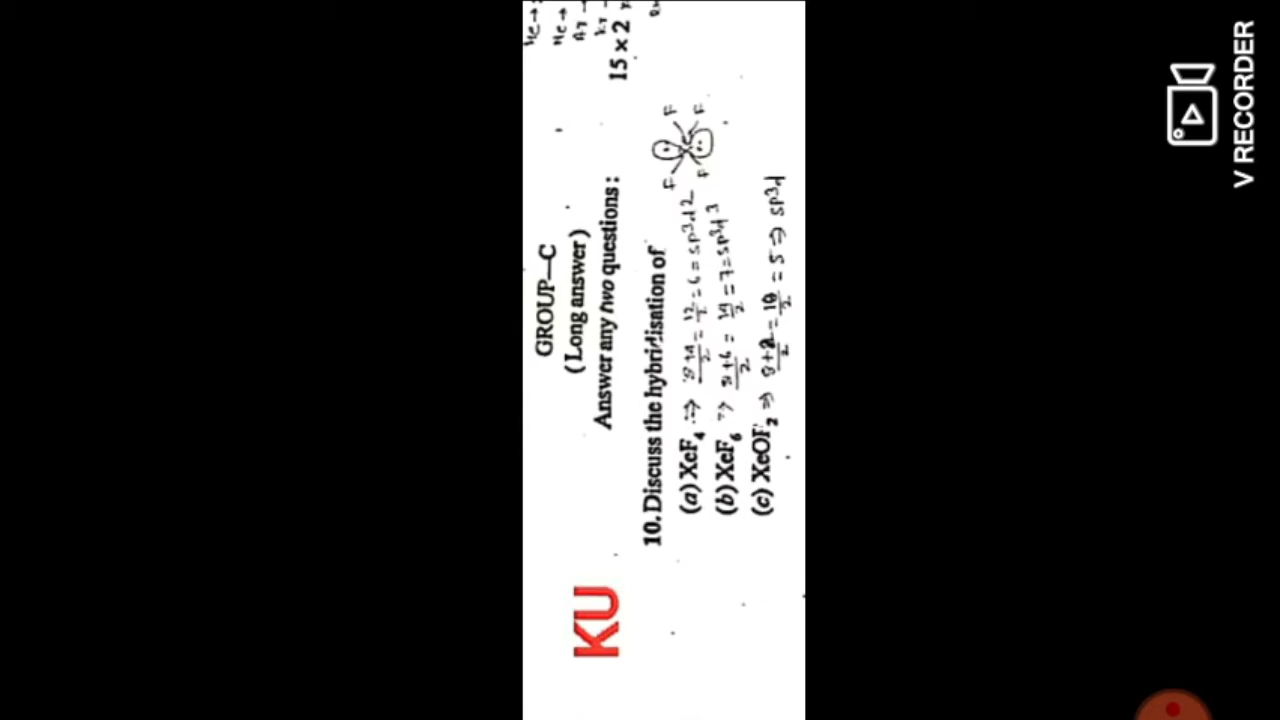 KU
GROUP—C
(Long answer)
Answer any two questions : 15 × 2
10. Discuss the hybridisation of
(a) XeF₄ ⇒ 8+4/2 = 12/2 = 6 = sp³d2
(b) XeF₆ ⇒ 8+6/2 = 14/2 = 7 = sp³d3
(c) XeOF₂ ⇒ 8+2/2 = 10/2 = 5 ⇒ sp3d
F F
F F
V RECORDER